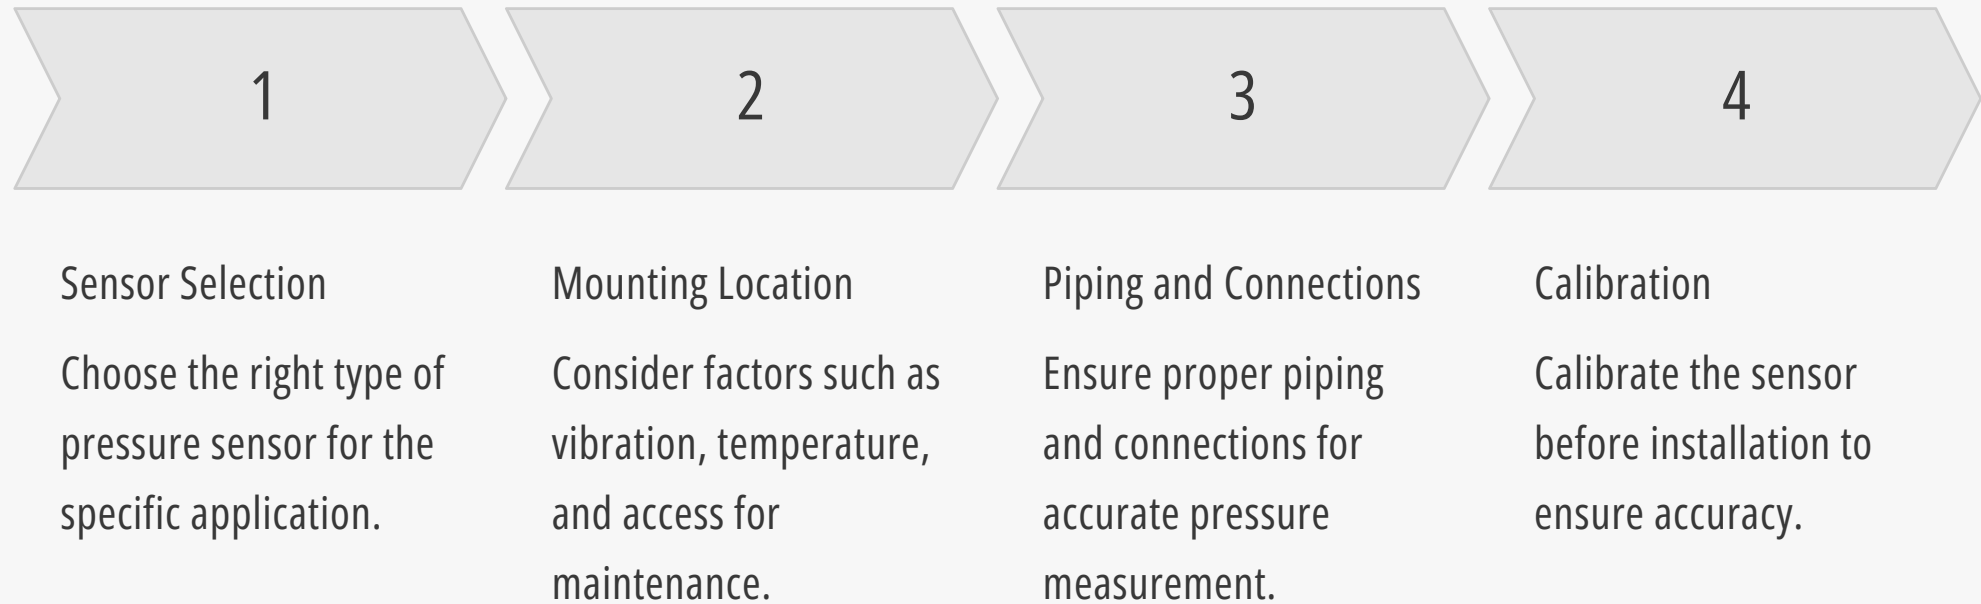 1
2
3
4
Sensor Selection
Choose the right type of
pressure sensor for the
specific application.
Mounting Location
Consider factors such as
vibration, temperature,
and access for
maintenance.
Piping and Connections
Ensure proper piping
and connections for
accurate pressure
measurement.
Calibration
Calibrate the sensor
before installation to
ensure accuracy.